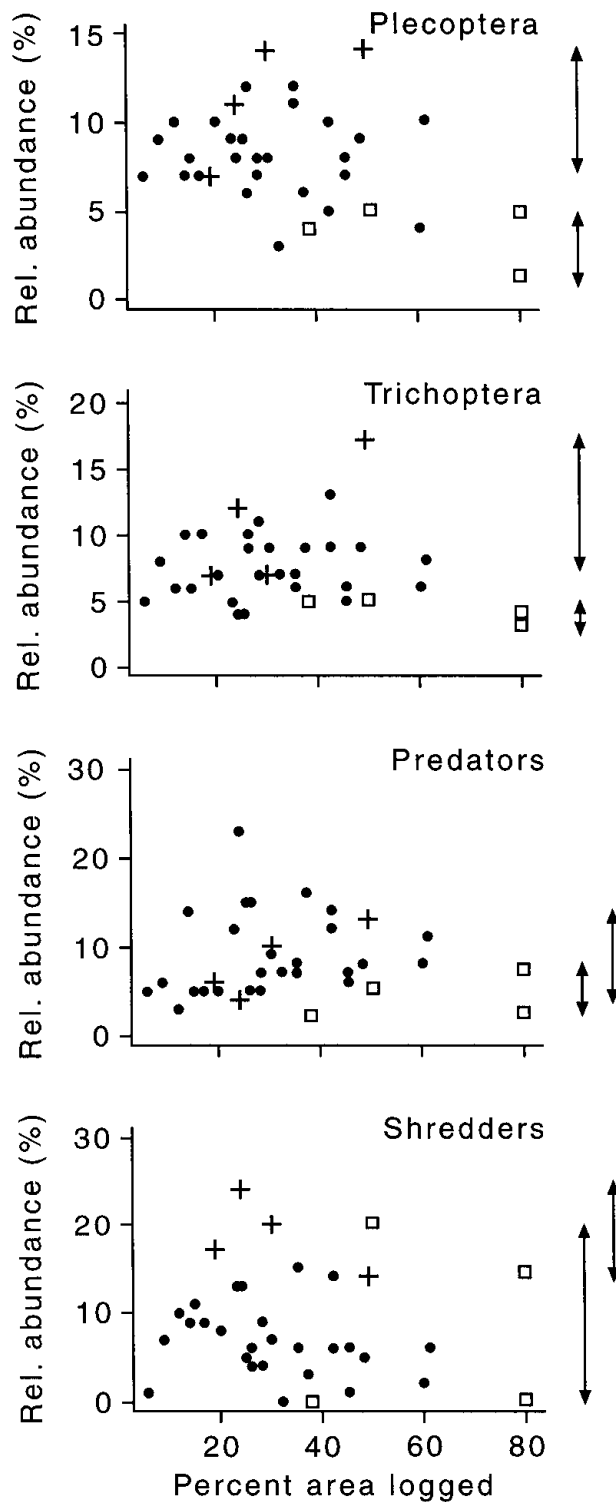 Plecoptera
Rel. abundance (%)
15
10
5
0
Trichoptera
Rel. abundance (%)
20
15
10
5
0
Predators
Rel. abundance (%)
30
20
10
0
Shredders
Rel. abundance (%)
30
20
10
0
20 40 60 80
Percent area logged